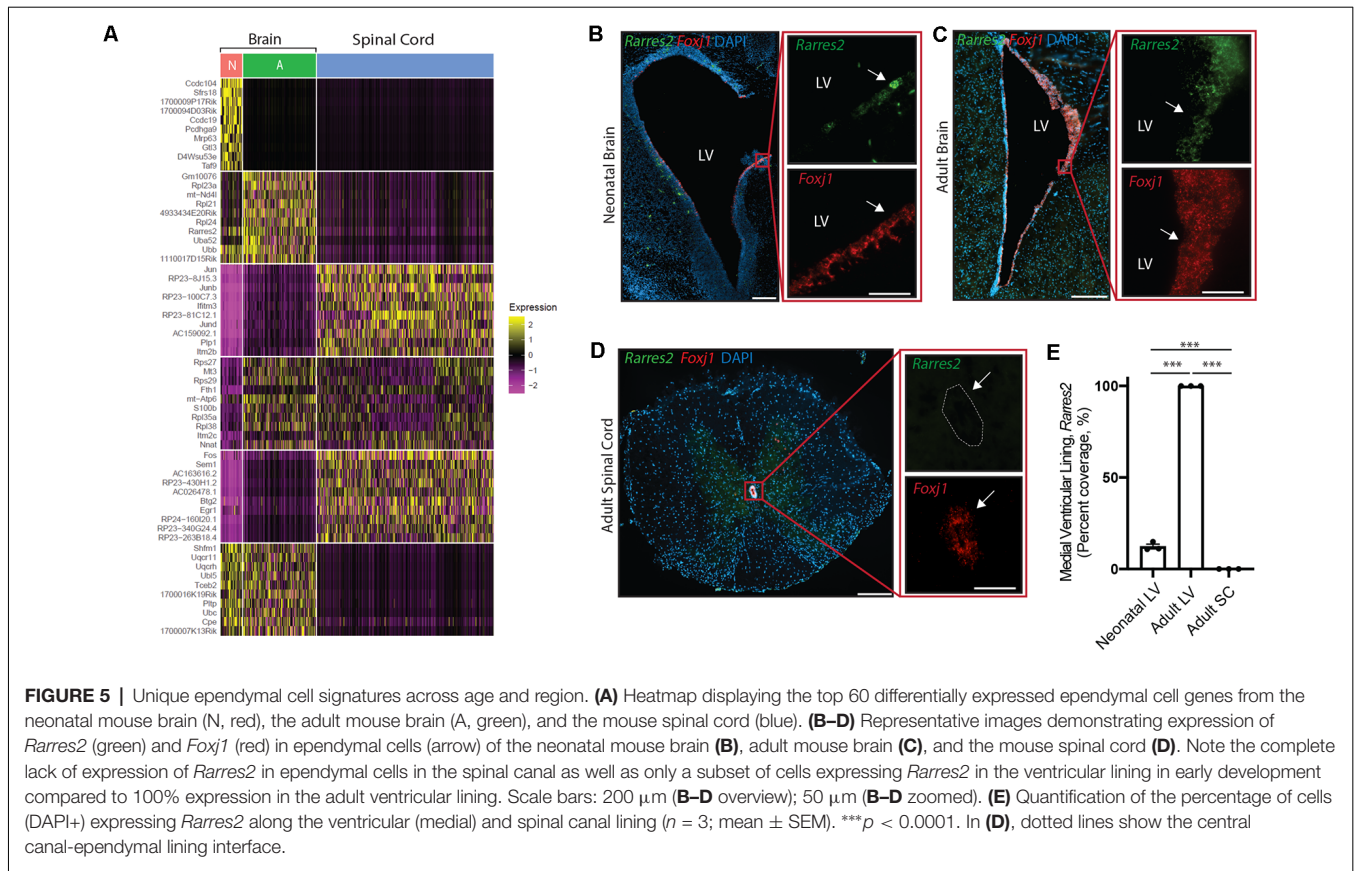 A
Brain
Spinal Cord
N
A
Ccdc104
Sfrs18
1700009P17Rik
1700094D03Rik
Ccdc19
Pcdhga9
Mrp63
Gtl3
D4Wsu53e
Taf9
Gm10076
Rpl23a
mt-Nd4l
Rpl21
4933434E20Rik
Rpl24
Rarres2
Uba52
Ubb
1110017D15Rik
Jun
RP23-8J15.3
Junb
RP23-100C7.3
Ifitm3
RP23-81C12.1
Jund
AC159092.1
Plp1
Itm2b
Rps27
Mt3
Rps29
Fth1
mt-Atp6
S100b
Rpl35a
Rpl38
Itm2c
Nnat
Fos
Sem1
AC163616.2
RP23-430H1.2
AC026478.1
Btg2
Egr1
RP24-160I20.1
RP23-340G24.4
RP23-263B18.4
Shfm1
Uqcr11
Uqcrh
Ubl5
Tceb2
1700016K19Rik
Pltp
Ubc
Cpe
1700007K13Rik
Expression
2
1
0
-1
-2
B
Neonatal Brain
Rarres2 Foxj1 DAPI
LV
Rarres2
LV
Foxj1
LV
C
Adult Brain
Rarres2 Foxj1 DAPI
LV
Rarres2
LV
Foxj1
LV
D
Adult Spinal Cord
Rarres2 Foxj1 DAPI
Rarres2
Foxj1
E
Medial Ventricular Lining, Rarres2
(Percent coverage, %)
***
*** ***
100
50
0
Neonatal LV
Adult LV
Adult SC
FIGURE 5 | Unique ependymal cell signatures across age and region. (A) Heatmap displaying the top 60 differentially expressed ependymal cell genes from the
neonatal mouse brain (N, red), the adult mouse brain (A, green), and the mouse spinal cord (blue). (B–D) Representative images demonstrating expression of
Rarres2 (green) and Foxj1 (red) in ependymal cells (arrow) of the neonatal mouse brain (B), adult mouse brain (C), and the mouse spinal cord (D). Note the complete
lack of expression of Rarres2 in ependymal cells in the spinal canal as well as only a subset of cells expressing Rarres2 in the ventricular lining in early development
compared to 100% expression in the adult ventricular lining. Scale bars: 200 μm (B–D overview); 50 μm (B–D zoomed). (E) Quantification of the percentage of cells
(DAPI+) expressing Rarres2 along the ventricular (medial) and spinal canal lining (n = 3; mean ± SEM). ***p < 0.0001. In (D), dotted lines show the central
canal-ependymal lining interface.